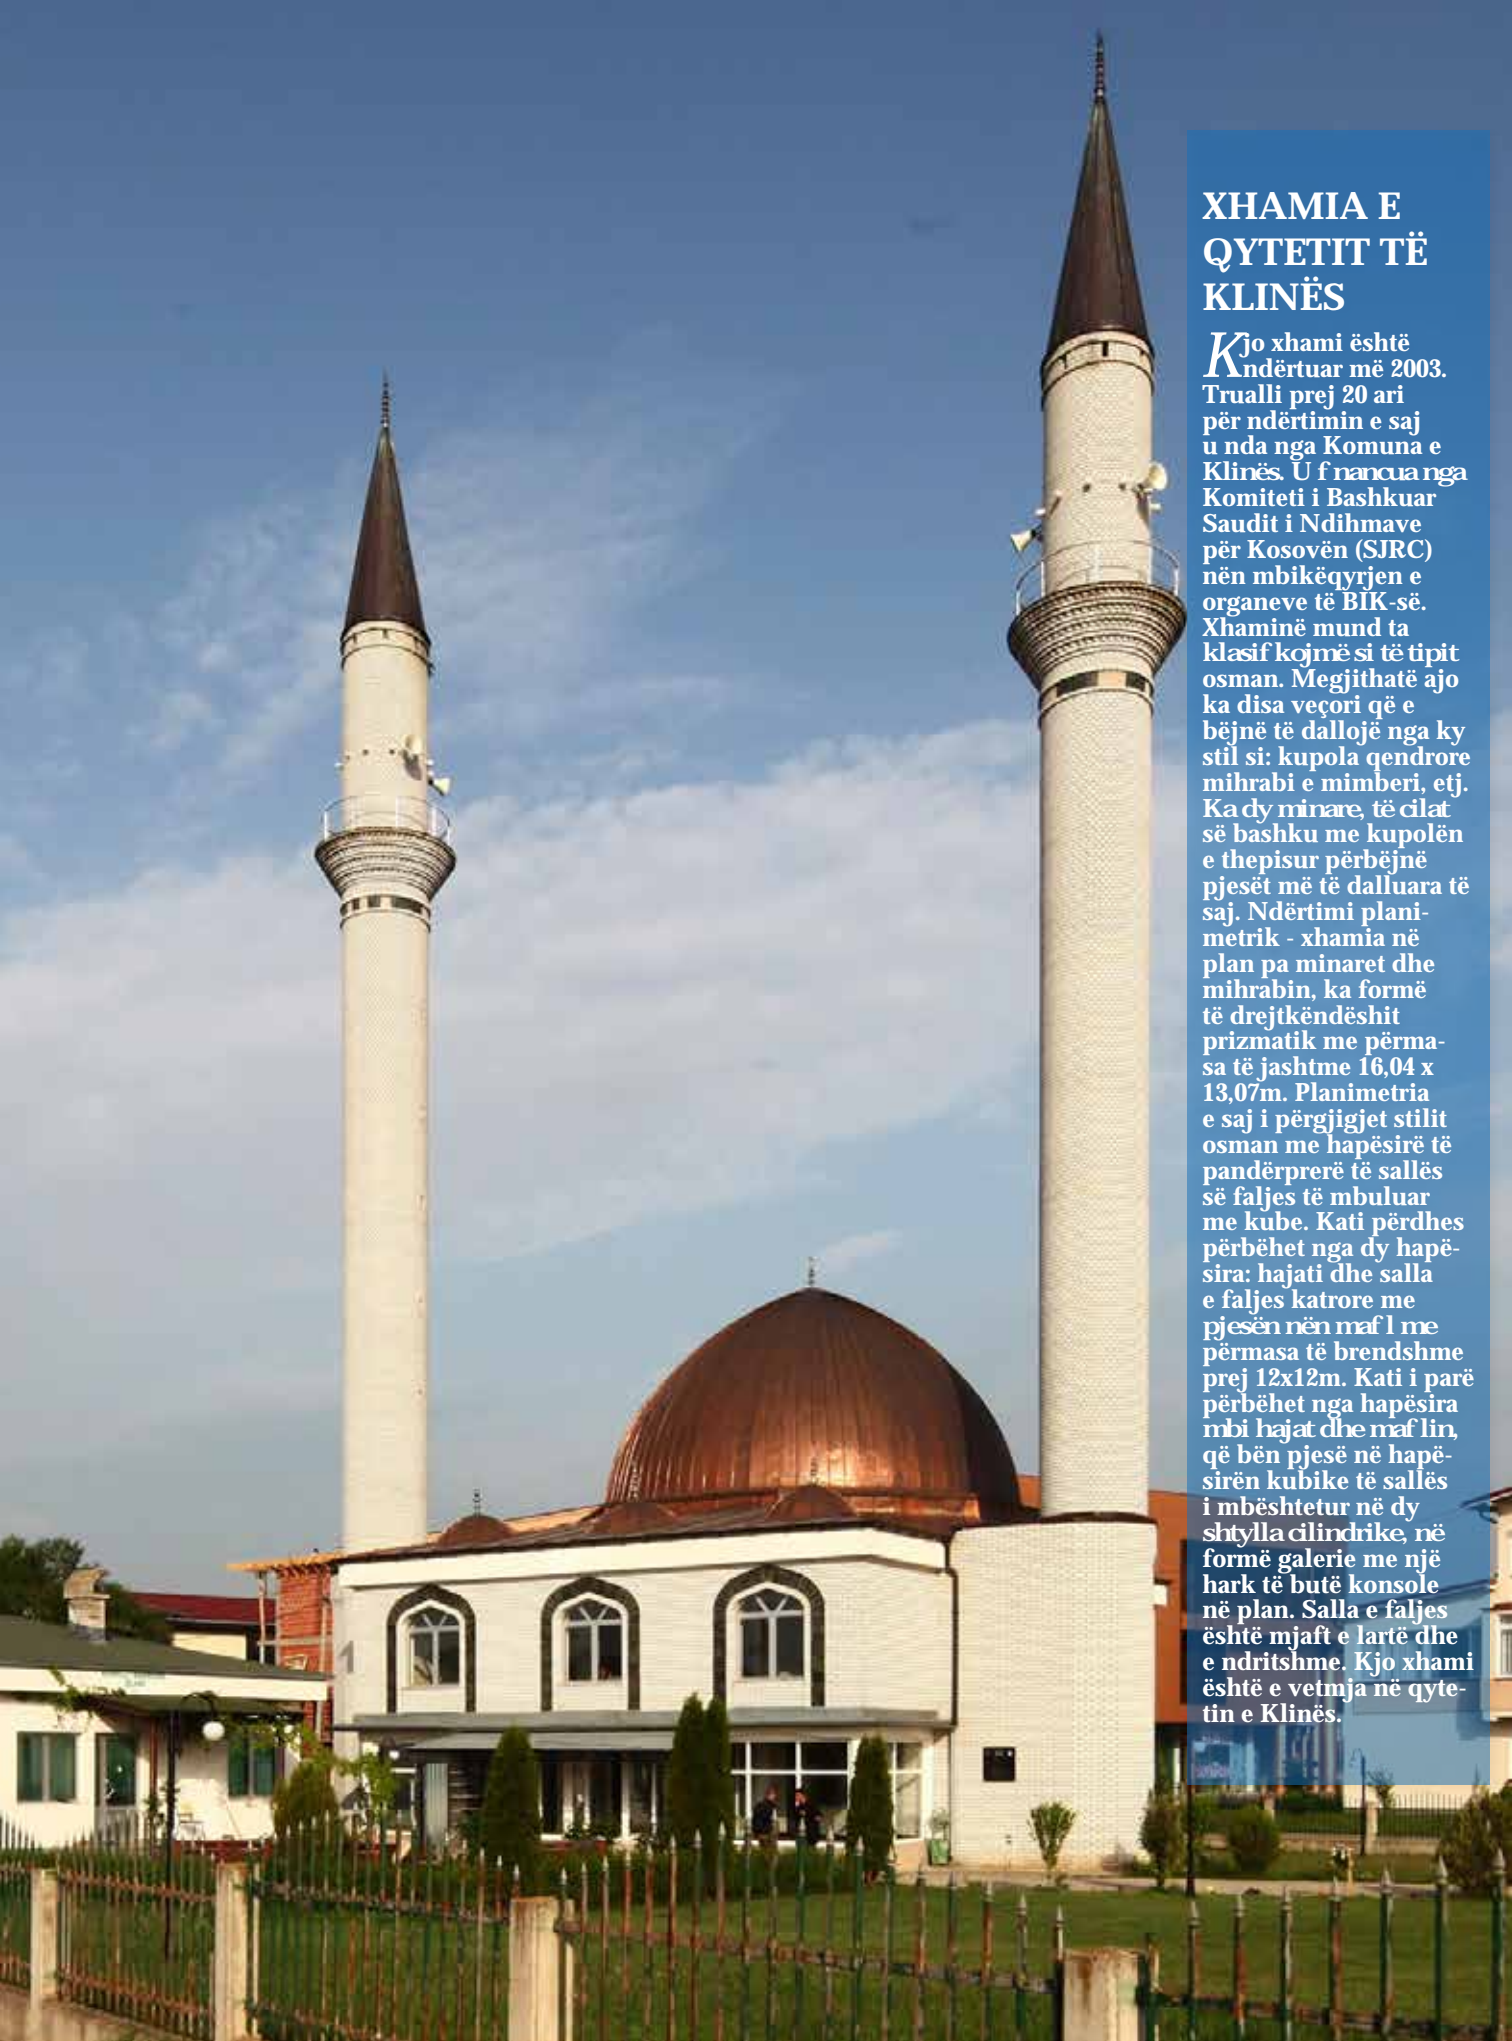 XHAMIA E
QYTETIT TË
KLINËS
Kjo xhami është
ndërtuar më 2003.
Trualli prej 20 ari
për ndërtimin e saj
u nda nga Komuna e
Klinës. U f nancua nga
Komiteti i Bashkuar
Saudit i Ndihmave
për Kosovën (SJRC)
nën mbikëqyrjen e
organeve të BIK-së.
Xhaminë mund ta
klasif kojmë si të tipit
osman. Megjithatë ajo
ka disa veçori që e
bëjnë të dallojë nga ky
stil si: kupola qendrore
mihrabi e mimberi, etj.
Ka dy minare, të cilat
së bashku me kupolën
e thepisur përbëjnë
pjesët më të dalluara të
saj. Ndërtimi plani-
metrik - xhamia në
plan pa minaret dhe
mihrabin, ka formë
të drejtkëndëshit
prizmatik me përma-
sa të jashtme 16,04 x
13,07m. Planimetria
e saj i përgjigjet stilit
osman me hapësirë të
pandërprerë të sallës
së faljes të mbuluar
me kube. Kati përdhes
përbëhet nga dy hapë-
sira: hajati dhe salla
e faljes katrore me
pjesën nën maf l me
përmasa të brendshme
prej 12x12m. Kati i parë
përbëhet nga hapësira
mbi hajat dhe maf lin,
që bën pjesë në hapë-
sirën kubike të sallës
i mbështetur në dy
shtylla cilindrike, në
formë galerie me një
hark të butë konsole
në plan. Salla e faljes
është mjaft e lartë dhe
e ndritshme. Kjo xhami
është e vetmja në qyte-
tin e Klinës.